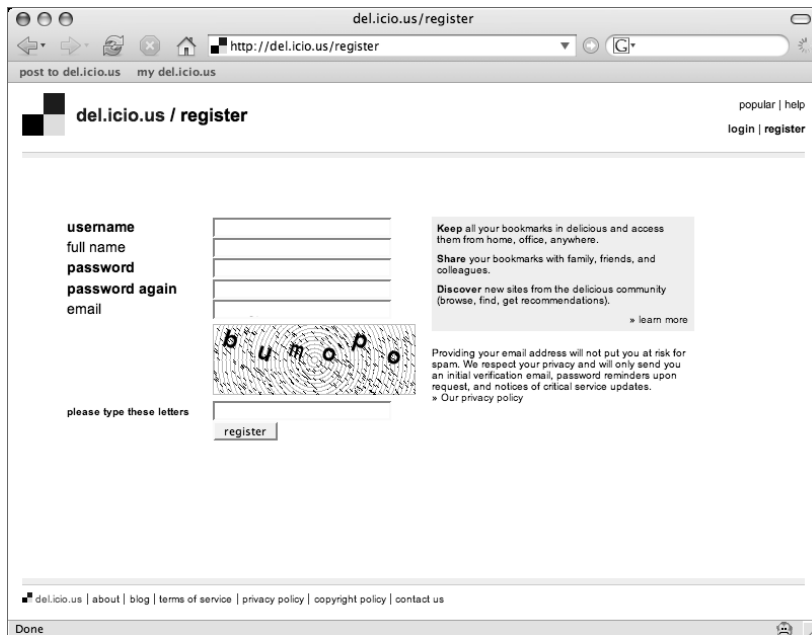 del.icio.us/register
http://del.icio.us/register
G
post to del.icio.us my del.icio.us
del.icio.us / register
popular | help
login | register
username
full name
password
password again
email
bumopo
please type these letters
register
Keep all your bookmarks in delicious and access
them from home, office, anywhere.
Share your bookmarks with family, friends, and
colleagues.
Discover new sites from the delicious community
(browse, find, get recommendations).
» learn more
Providing your email address will not put you at risk for
spam. We respect your privacy and will only send you
an initial verification email, password reminders upon
request, and notices of critical service updates.
» Our privacy policy
del.icio.us | about | blog | terms of service | privacy policy | copyright policy | contact us
Done